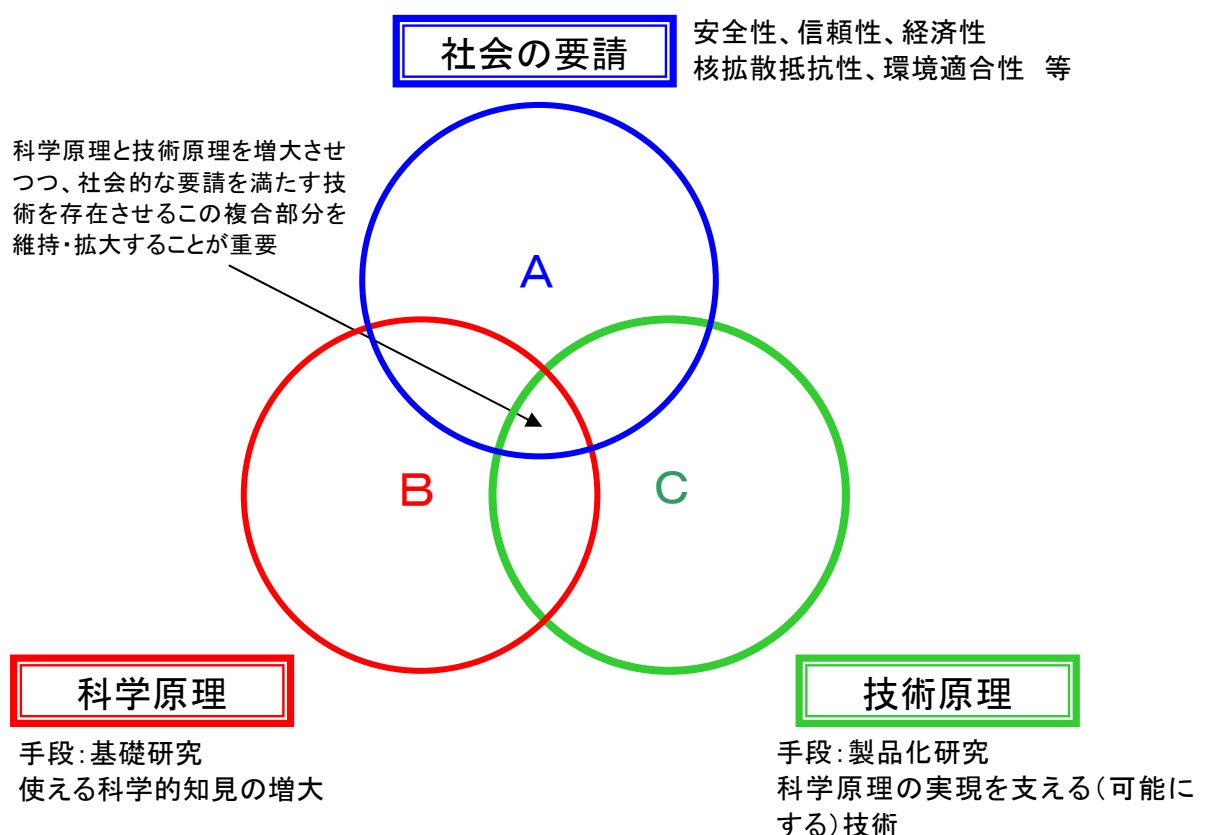 社会の要請
安全性、信頼性、経済性
核拡散抵抗性、環境適合性 等
科学原理と技術原理を増大させ
つつ、社会的な要請を満たす技
術を存在させるこの複合部分を
維持・拡大することが重要
A
B
C
科学原理
手段:基礎研究
使える科学的知見の増大
技術原理
手段:製品化研究
科学原理の実現を支える(可能に
する)技術